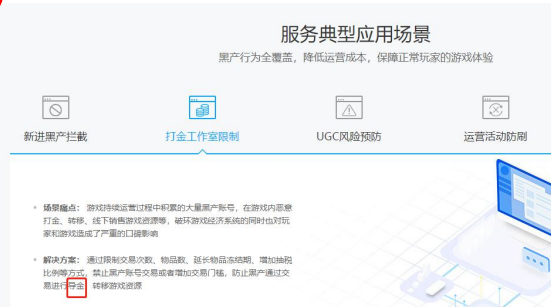 服务典型应用场景
黑产行为全覆盖，降低运营成本，保障正常玩家的游戏体验
新进黑产拦截
打金工作室限制
UGC风险预防
运营活动防刷
场景痛点： 游戏持续运营过程中积累的大量黑产账号，在游戏内恶意
打金、转移、线下销售游戏资源等，破坏游戏经济系统的同时也对玩
家和游戏造成了严重的口碑影响
解决方案： 通过限制交易次数、物品数、延长物品冻结期、增加抽税
比例等方式，禁止黑产账号交易或者增加交易门槛，防止黑产通过交
易进行导金、转移游戏资源